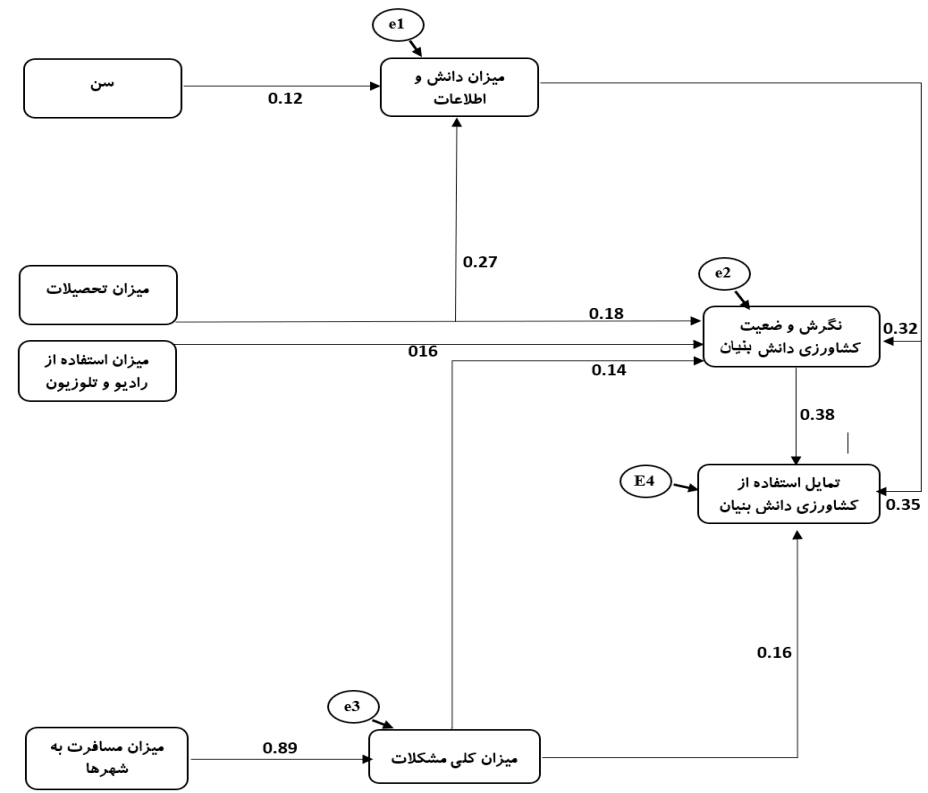 e1
میزان دانش و
اطلاعات
سن
0.12
0.27
میزان تحصیلات
e2
0.18
نگرش و ضعیت
کشاورزی دانش بنیان
0.32
میزان استفاده از
رادیو و تلوزیون
016
0.14
0.38
E4
تمایل استفاده از
کشاورزی دانش بنیان
0.35
0.16
e3
میزان مسافرت به
شهرها
0.89
میزان کلی مشکلات